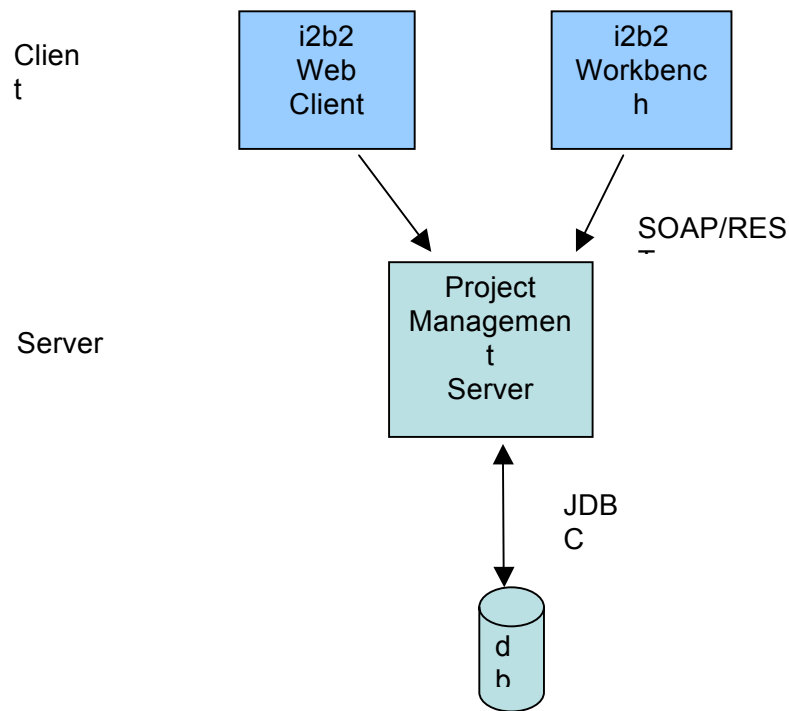 Clien
t
i2b2
Web
Client
i2b2
Workbenc
h
SOAP/RES
T
Server
Project
Managemen
t
Server
JDB
C
d
b